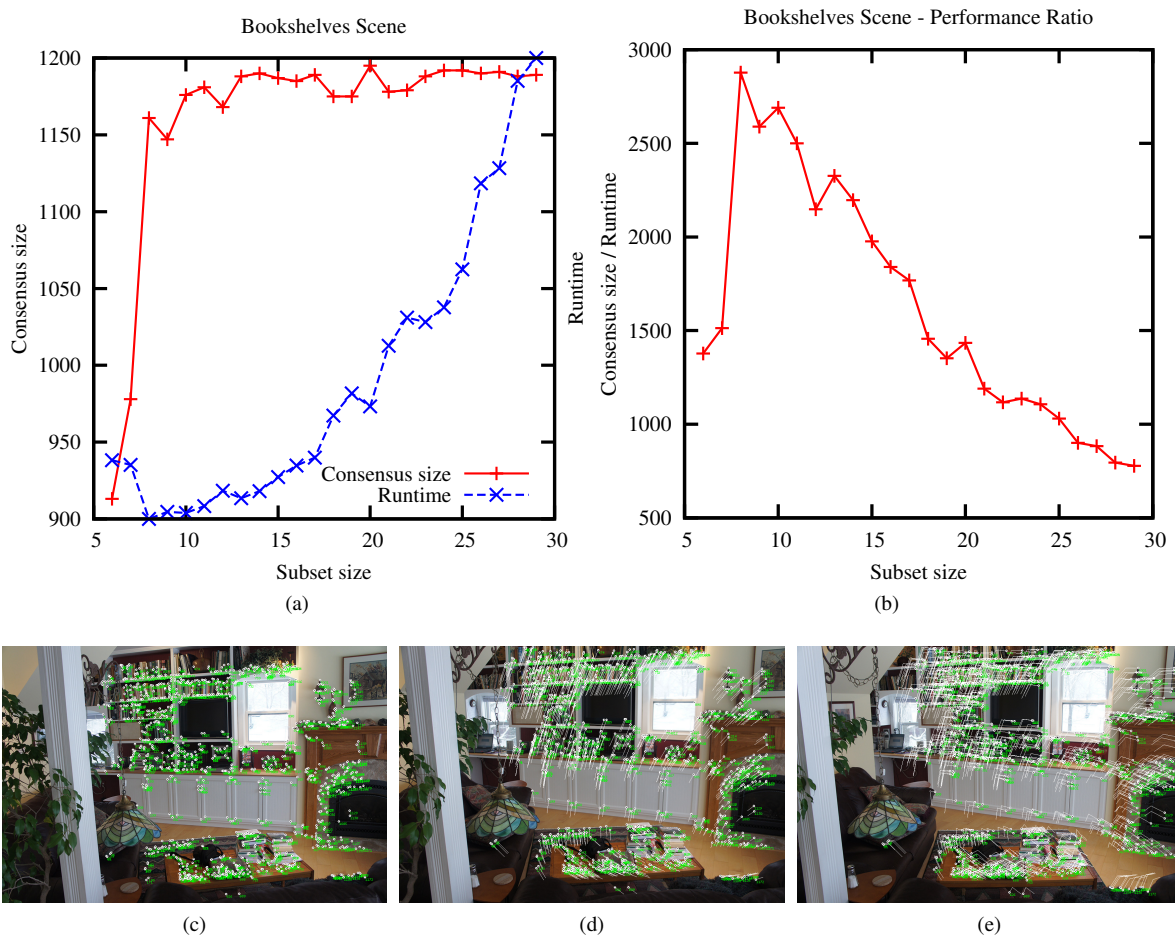 Bookshelves Scene
1200
1150
1100
1050
1000
950
900
5 10 15 20 25 30
Consensus size
Runtime
Subset size
Consensus size
Runtime
(a)
Bookshelves Scene - Performance Ratio
3000
2500
2000
1500
1000
500
5 10 15 20 25 30
Consensus size / Runtime
Subset size
(b)
(c) (d) (e)